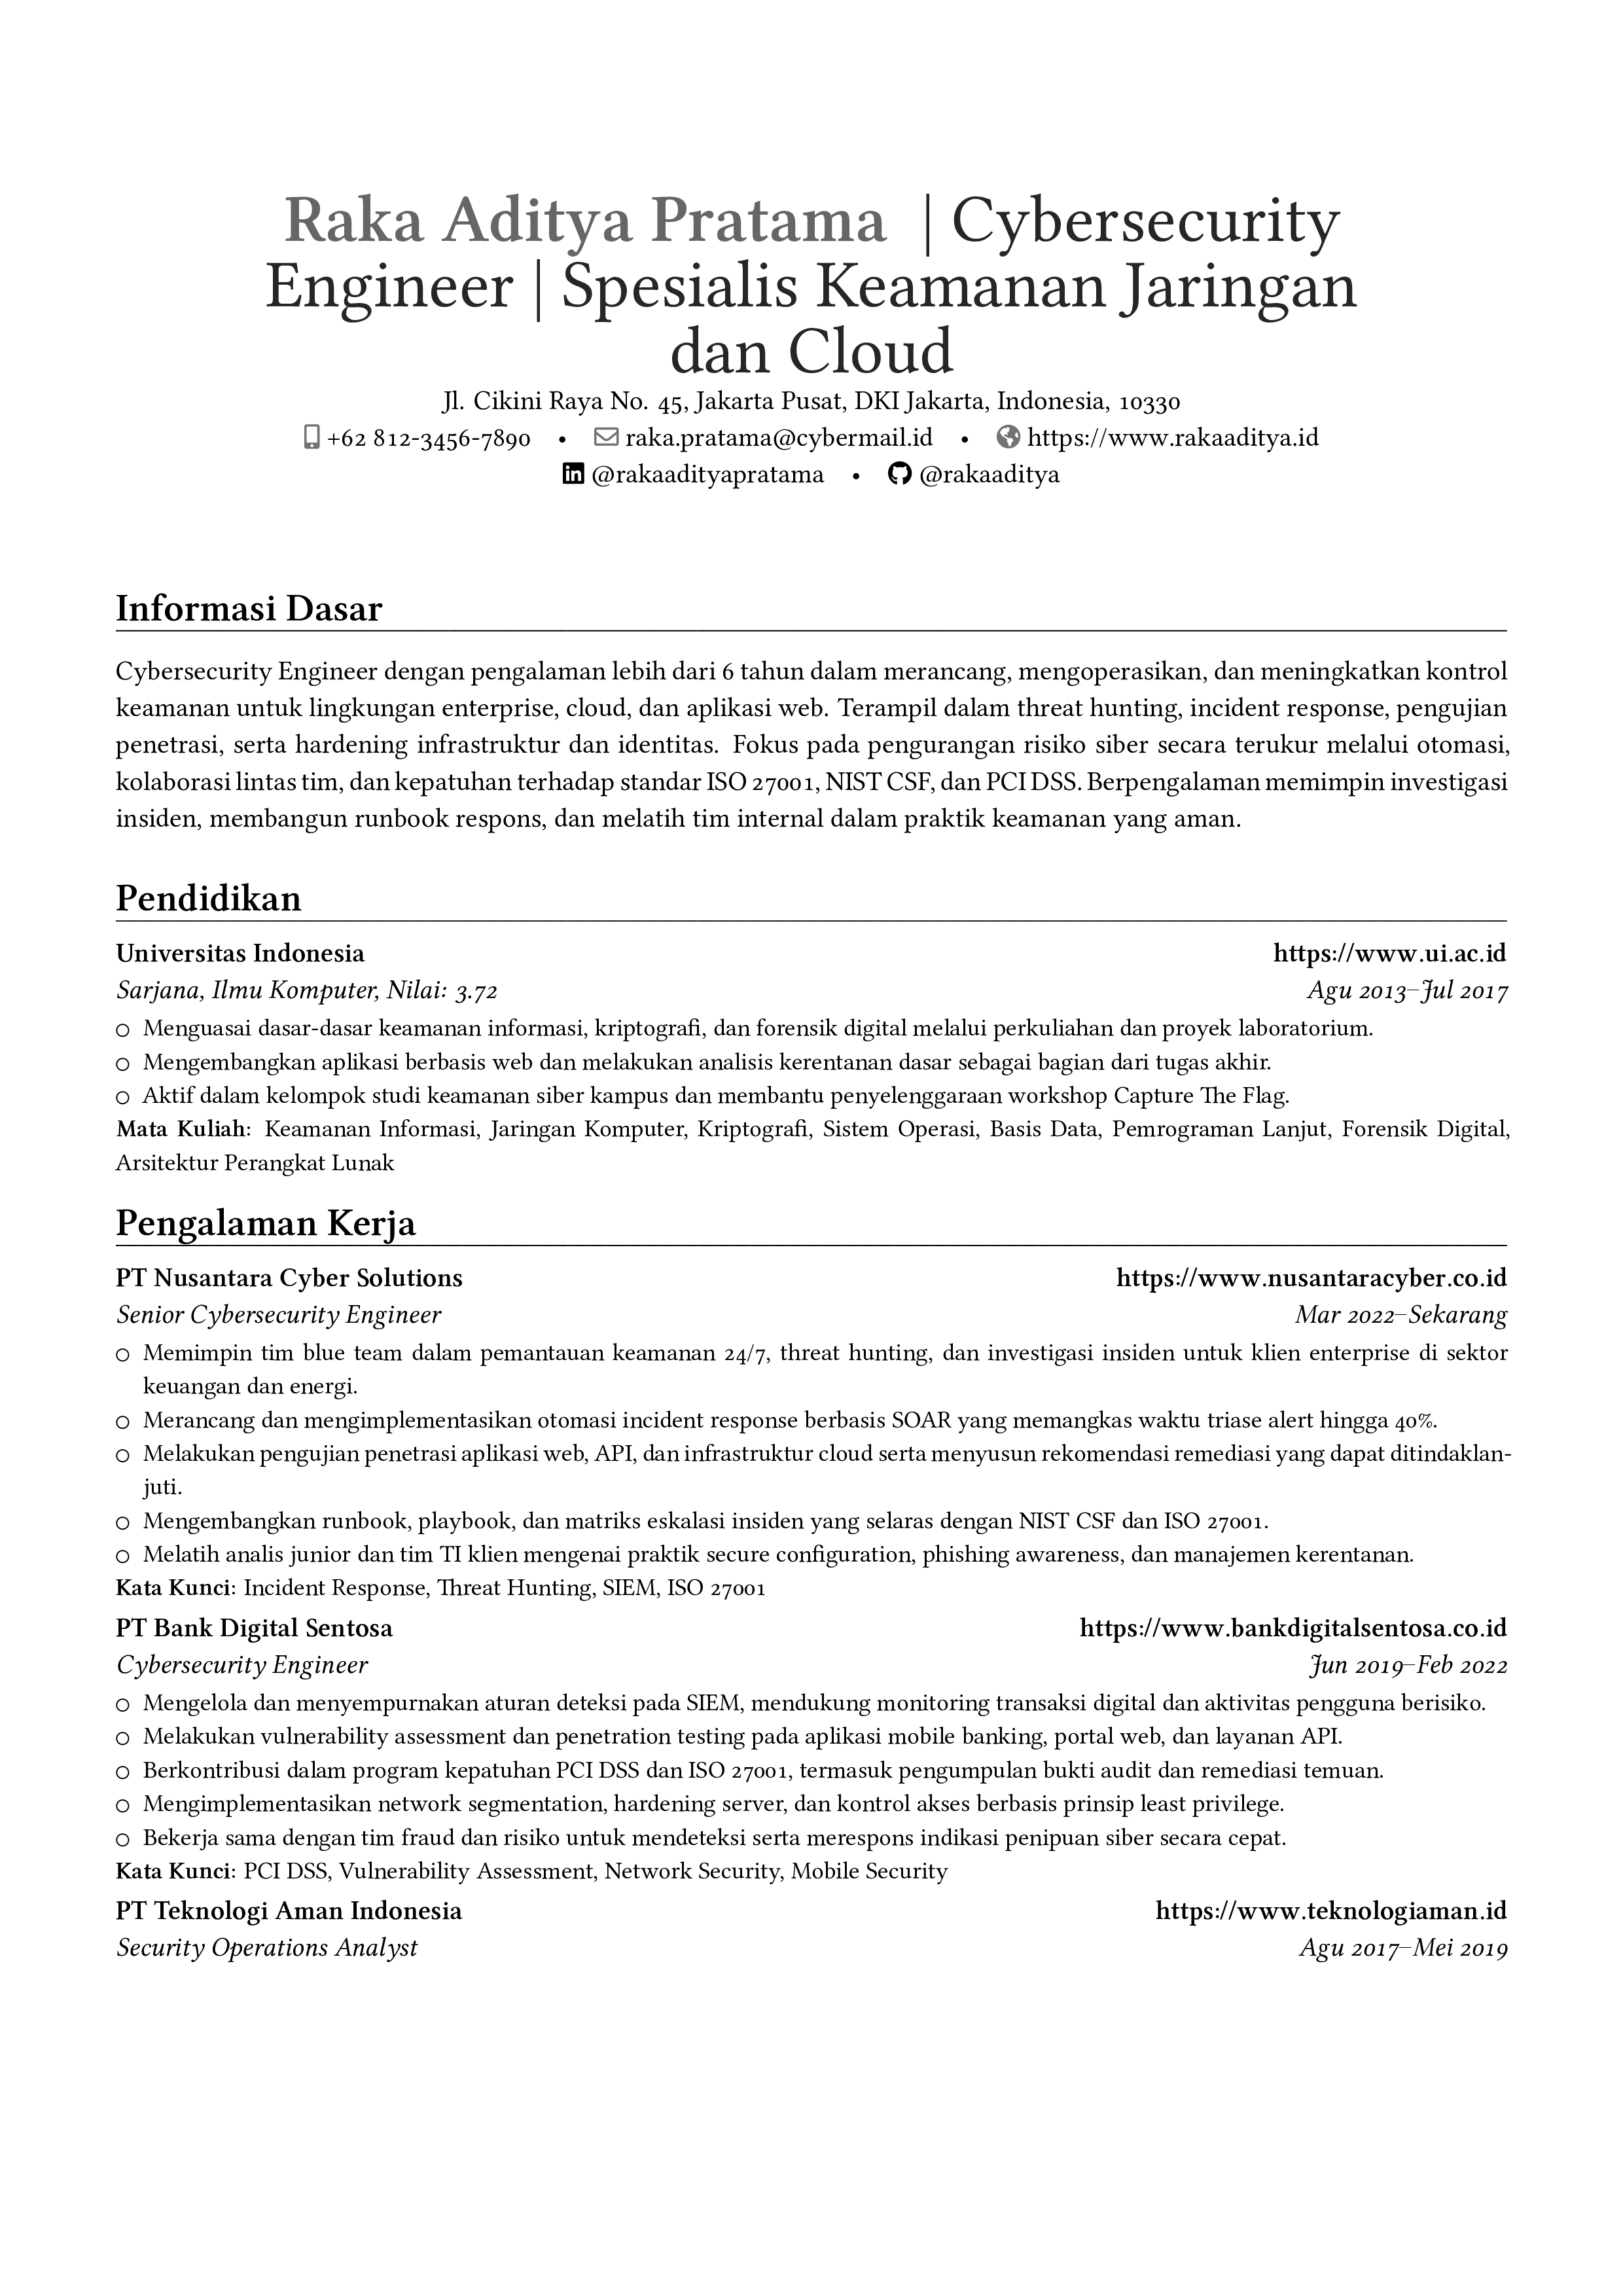 Raka Aditya Pratama | Cybersecurity
Engineer | Spesialis Keamanan Jaringan
dan Cloud
Jl. Cikini Raya No. 45, Jakarta Pusat, DKI Jakarta, Indonesia, 10330
+62 812-3456-7890 • raka.pratama@cybermail.id • https://www.rakaaditya.id
@rakaadityapratama • @rakaaditya
Informasi Dasar
Cybersecurity Engineer dengan pengalaman lebih dari 6 tahun dalam merancang, mengoperasikan, dan meningkatkan kontrol
keamanan untuk lingkungan enterprise, cloud, dan aplikasi web. Terampil dalam threat hunting, incident response, pengujian
penetrasi, serta hardening infrastruktur dan identitas. Fokus pada pengurangan risiko siber secara terukur melalui otomasi,
kolaborasi lintas tim, dan kepatuhan terhadap standar ISO 27001, NIST CSF, dan PCI DSS. Berpengalaman memimpin investigasi
insiden, membangun runbook respons, dan melatih tim internal dalam praktik keamanan yang aman.
Pendidikan
Universitas Indonesia https://www.ui.ac.id
Sarjana, Ilmu Komputer, Nilai: 3.72 Agu 2013–Jul 2017
○ Menguasai dasar-dasar keamanan informasi, kriptografi, dan forensik digital melalui perkuliahan dan proyek laboratorium.
○ Mengembangkan aplikasi berbasis web dan melakukan analisis kerentanan dasar sebagai bagian dari tugas akhir.
○ Aktif dalam kelompok studi keamanan siber kampus dan membantu penyelenggaraan workshop Capture The Flag.
Mata Kuliah: Keamanan Informasi, Jaringan Komputer, Kriptografi, Sistem Operasi, Basis Data, Pemrograman Lanjut, Forensik Digital,
Arsitektur Perangkat Lunak
Pengalaman Kerja
PT Nusantara Cyber Solutions https://www.nusantaracyber.co.id
Senior Cybersecurity Engineer Mar 2022–Sekarang
○ Memimpin tim blue team dalam pemantauan keamanan 24/7, threat hunting, dan investigasi insiden untuk klien enterprise di sektor
keuangan dan energi.
○ Merancang dan mengimplementasikan otomasi incident response berbasis SOAR yang memangkas waktu triase alert hingga 40%.
○ Melakukan pengujian penetrasi aplikasi web, API, dan infrastruktur cloud serta menyusun rekomendasi remediasi yang dapat ditindaklan-
juti.
○ Mengembangkan runbook, playbook, dan matriks eskalasi insiden yang selaras dengan NIST CSF dan ISO 27001.
○ Melatih analis junior dan tim TI klien mengenai praktik secure configuration, phishing awareness, dan manajemen kerentanan.
Kata Kunci: Incident Response, Threat Hunting, SIEM, ISO 27001
PT Bank Digital Sentosa https://www.bankdigitalsentosa.co.id
Cybersecurity Engineer Jun 2019–Feb 2022
○ Mengelola dan menyempurnakan aturan deteksi pada SIEM, mendukung monitoring transaksi digital dan aktivitas pengguna berisiko.
○ Melakukan vulnerability assessment dan penetration testing pada aplikasi mobile banking, portal web, dan layanan API.
○ Berkontribusi dalam program kepatuhan PCI DSS dan ISO 27001, termasuk pengumpulan bukti audit dan remediasi temuan.
○ Mengimplementasikan network segmentation, hardening server, dan kontrol akses berbasis prinsip least privilege.
○ Bekerja sama dengan tim fraud dan risiko untuk mendeteksi serta merespons indikasi penipuan siber secara cepat.
Kata Kunci: PCI DSS, Vulnerability Assessment, Network Security, Mobile Security
PT Teknologi Aman Indonesia https://www.teknologiaman.id
Security Operations Analyst Agu 2017–Mei 2019